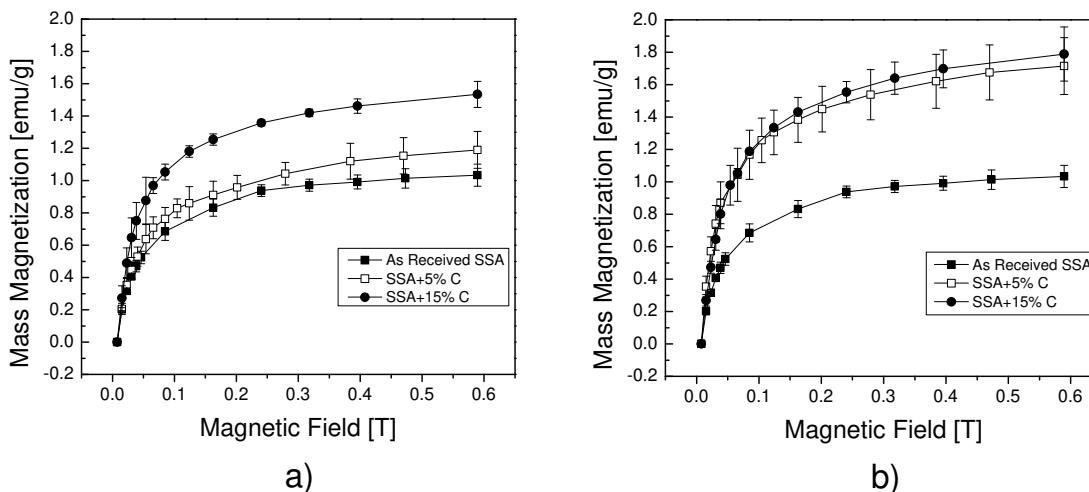 Mass Magnetization [emu/g]
2.0
1.8
1.6
1.4
1.2
1.0
0.8
0.6
0.4
0.2
0.0
-0.2
As Received SSA
SSA+5% C
SSA+15% C
0.0 0.1 0.2 0.3 0.4 0.5 0.6
Magnetic Field [T]
a)
Mass Magnetization [emu/g]
2.0
1.8
1.6
1.4
1.2
1.0
0.8
0.6
0.4
0.2
0.0
-0.2
As Received SSA
SSA+5% C
SSA+15% C
0.0 0.1 0.2 0.3 0.4 0.5 0.6
Magnetic Field [T]
b)